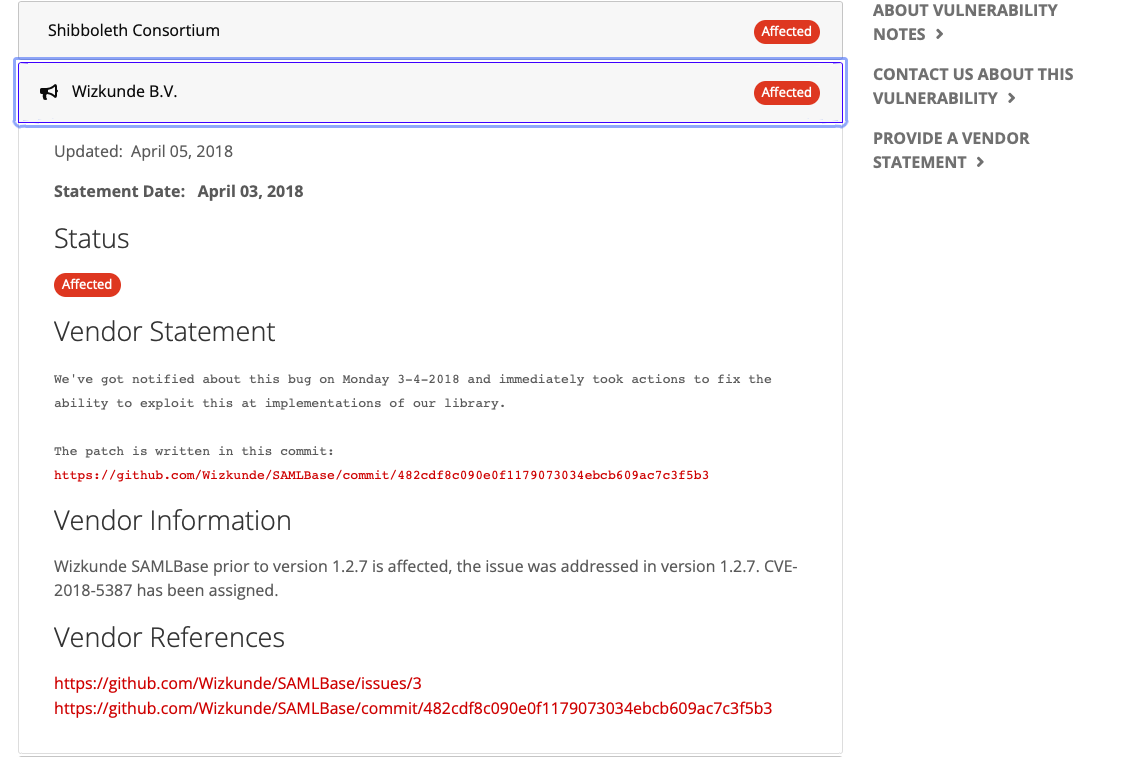 Shibboleth Consortium
Affected
Wizkunde B.V.
Affected
Updated: April 05, 2018
Statement Date: April 03, 2018
Status
Affected
Vendor Statement
We've got notified about this bug on Monday 3-4-2018 and immediately took actions to fix the
ability to exploit this at implementations of our library.
The patch is written in this commit:
https://github.com/Wizkunde/SAMLBase/commit/482cdf8c090e0f1179073034ebcb609ac7c3f5b3
Vendor Information
Wizkunde SAMLBase prior to version 1.2.7 is affected, the issue was addressed in version 1.2.7. CVE-
2018-5387 has been assigned.
Vendor References
https://github.com/Wizkunde/SAMLBase/issues/3
https://github.com/Wizkunde/SAMLBase/commit/482cdf8c090e0f1179073034ebcb609ac7c3f5b3
ABOUT VULNERABILITY
NOTES
CONTACT US ABOUT THIS
VULNERABILITY
PROVIDE A VENDOR
STATEMENT